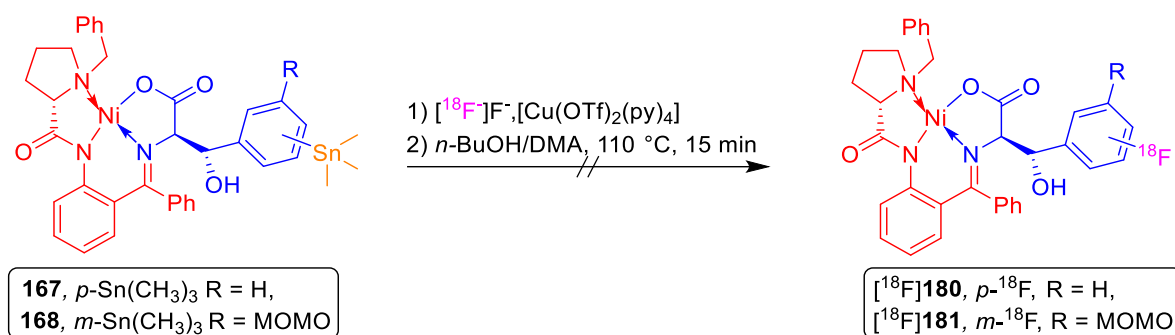 Ph
N
O
O
Ni
R
O
N
N
Sn
OH
Ph
1) [¹⁸F⁻]F⁻,[Cu(OTf)₂(py)₄]
2) n-BuOH/DMA, 110 °C, 15 min
Ph
N
O
O
Ni
R
O
N
N
¹⁸F
OH
Ph
167, p-Sn(CH₃)₃ R = H,
168, m-Sn(CH₃)₃ R = MOMO
[¹⁸F]180, p-¹⁸F, R = H,
[¹⁸F]181, m-¹⁸F, R = MOMO